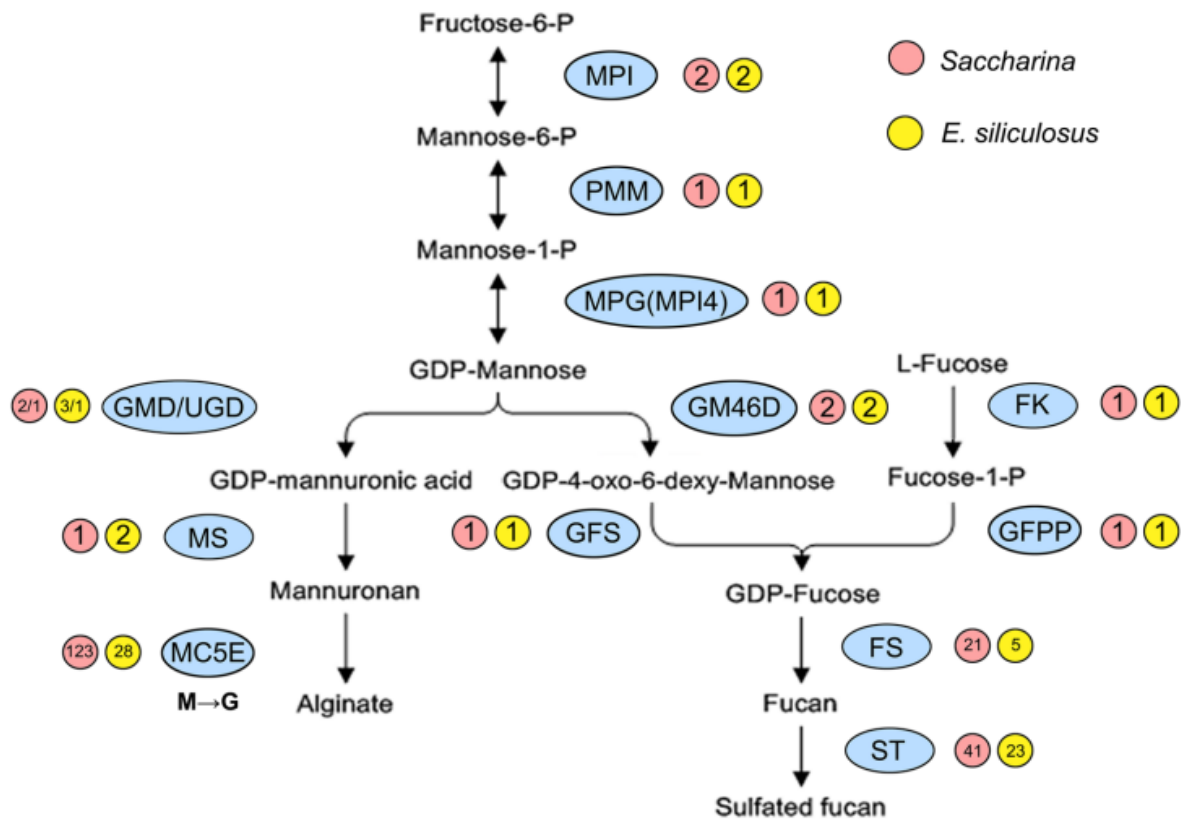 Fructose-6-P
MPI 2 2
Saccharina
Mannose-6-P
E. siliculosus
PMM 1 1
Mannose-1-P
MPG(MPI4) 1 1
GDP-Mannose
L-Fucose
2/1 3/1 GMD/UGD
GM46D 2 2
FK 1 1
GDP-mannuronic acid
GDP-4-oxo-6-dexy-Mannose
Fucose-1-P
1 2 MS
1 1 GFS
GFPP 1 1
Mannuronan
GDP-Fucose
123 28 MC5E
FS 21 5
M→G
Alginate
Fucan
ST 41 23
Sulfated fucan